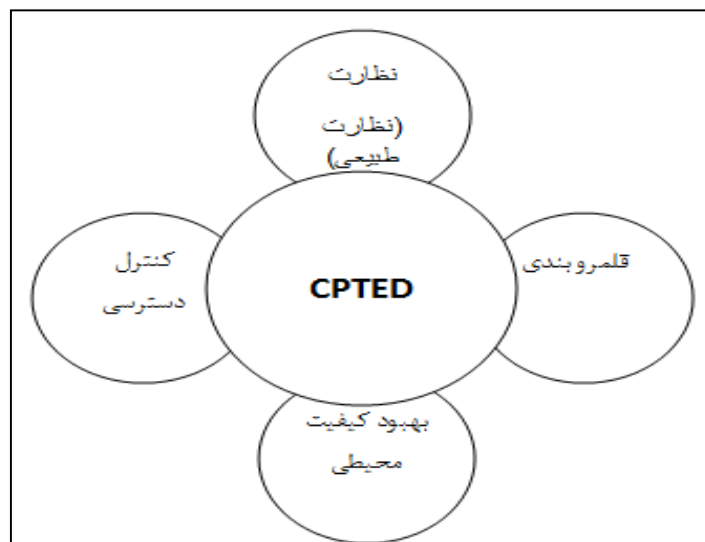 نظارت
(نظارت
طبیعی)
قلمروبندی
CPTED
کنترل
دسترسی
بهبود کیفیت
محیطی